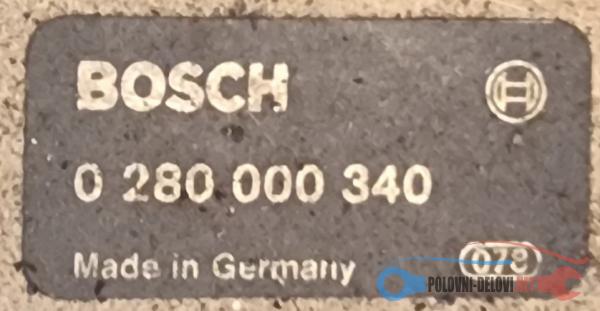 BOSCH
0 280 000 340
Made in Germany 079
POLOVNI-DELOVI